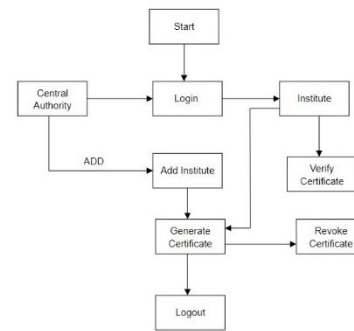 Start
Central
Authority
Login
Institute
ADD
Add Institute
Verify
Certificate
Generate
Certificate
Revoke
Certificate
Logout